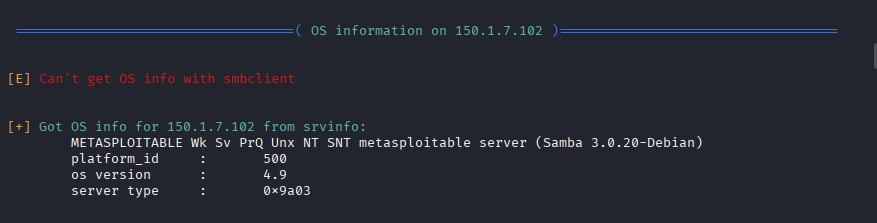 ( OS information on 150.1.7.102 )
[E] Can't get OS info with smbclient
[+] Got OS info for 150.1.7.102 from srvinfo:
METASPLOITABLE Wk Sv PrQ Unx NT SNT metasploitable server (Samba 3.0.20-Debian)
platform_id : 500
os version : 4.9
server type : 0×9a03